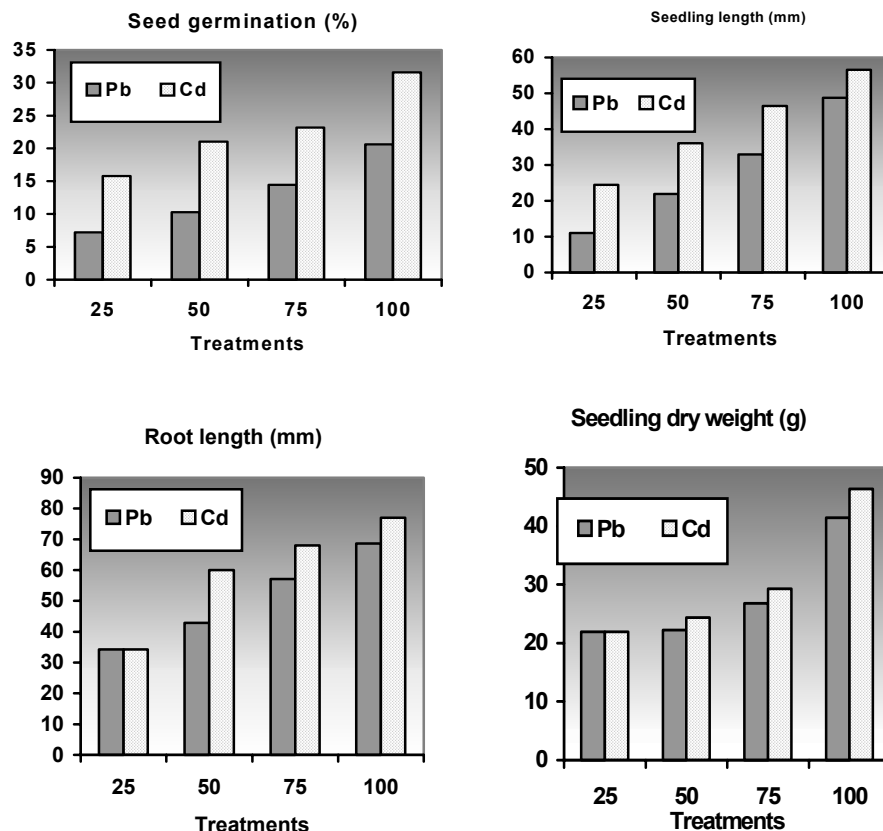 Seed germination (%)
35
30
25
20
15
10
5
0
Pb Cd
25 50 75 100
Treatments
Seedling length (mm)
60
50
40
30
20
10
0
Pb Cd
25 50 75 100
Treatments
Root length (mm)
90
80
70
60
50
40
30
20
10
0
Pb Cd
25 50 75 100
Treatments
Seedling dry weight (g)
50
40
30
20
10
0
Pb Cd
25 50 75 100
Treatments